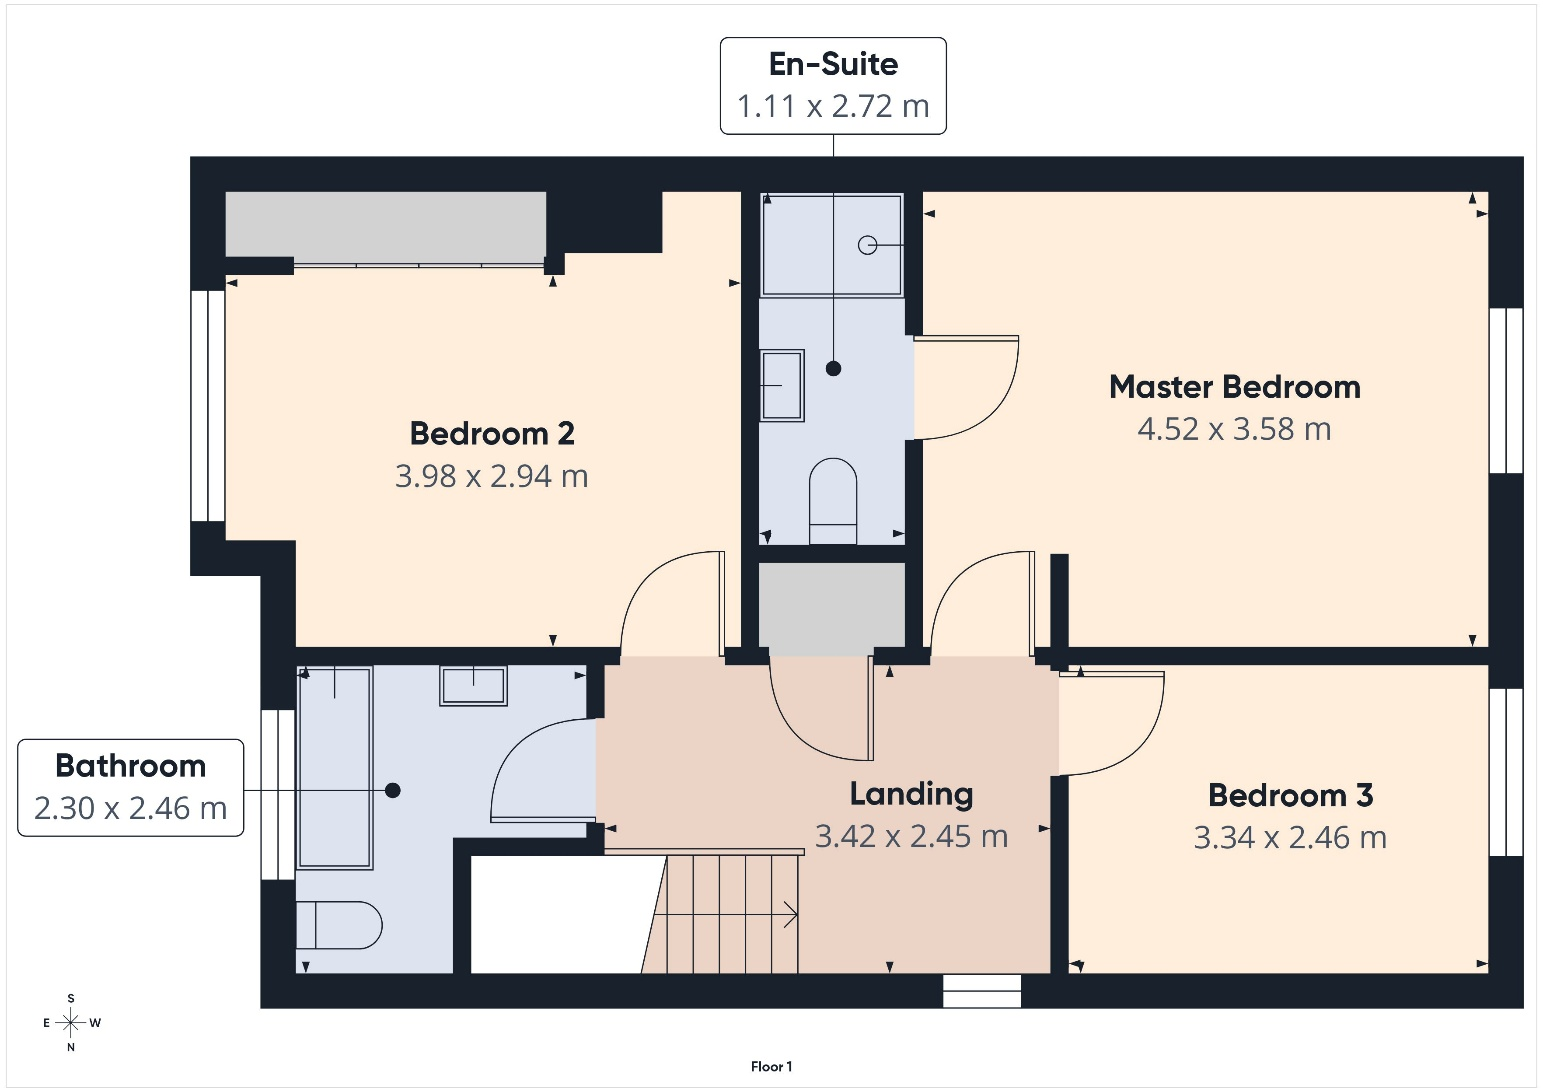 En-Suite
1.11 x 2.72 m
Master Bedroom
4.52 x 3.58 m
Bedroom 2
3.98 x 2.94 m
Bathroom
2.30 x 2.46 m
Landing
3.42 x 2.45 m
Bedroom 3
3.34 x 2.46 m
S
E W
N
Floor 1